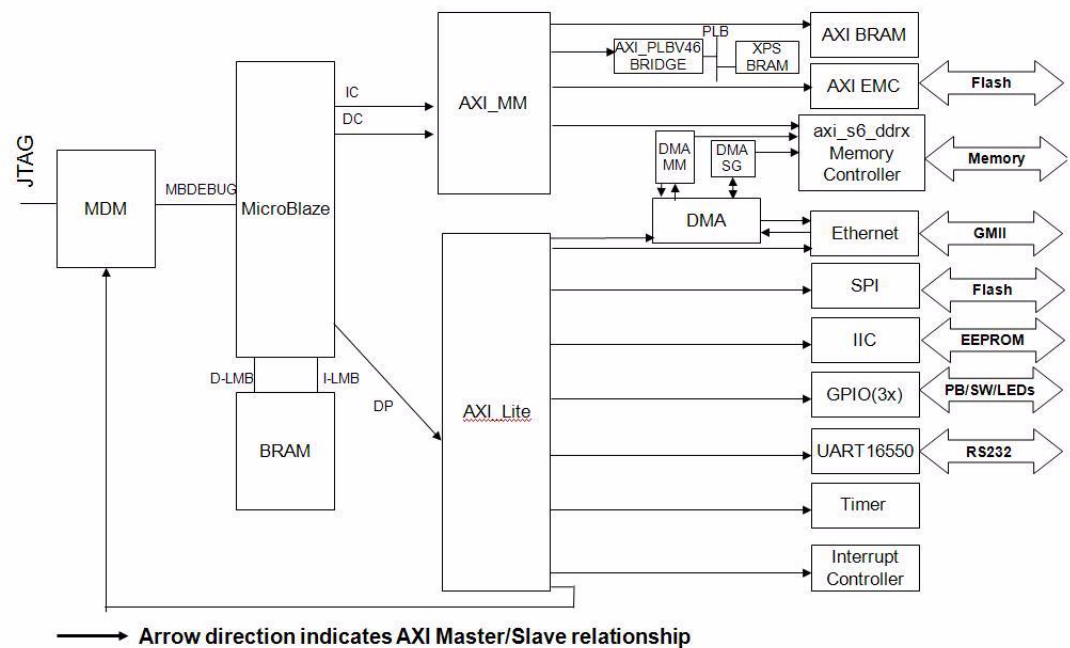 JTAG
MDM
MBDEBUG
MicroBlaze
IC
DC
D-LMB
I-LMB
BRAM
DP
AXI_MM
AXI_PLBV46
BRIDGE
PLB
XPS
BRAM
AXI BRAM
AXI EMC
Flash
axi_s6_ddrx
Memory
Controller
Memory
DMA
MM
DMA
SG
DMA
Ethernet
GMII
AXI_Lite
SPI
Flash
IIC
EEPROM
GPIO(3x)
PB/SW/LEDs
UART16550
RS232
Timer
Interrupt
Controller
Arrow direction indicates AXI Master/Slave relationship